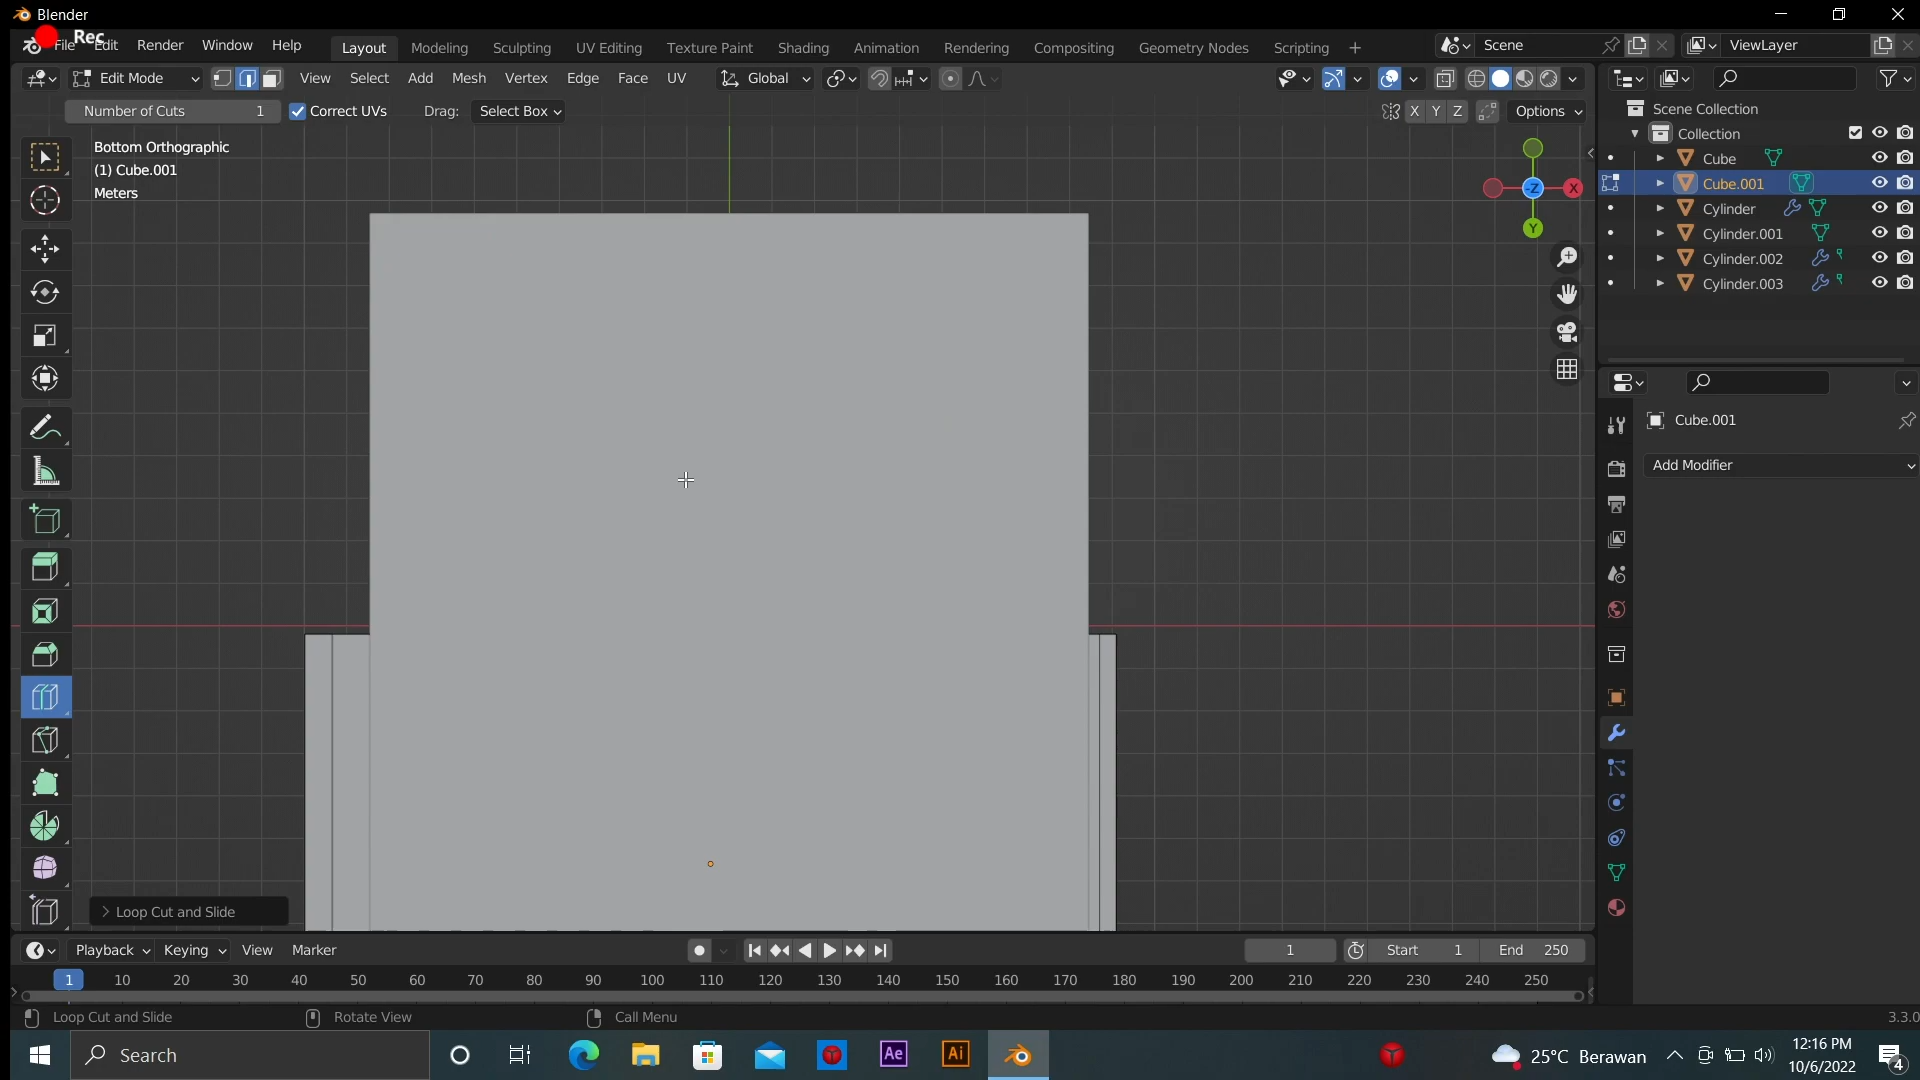 Blender
Rec
File Edit Render Window Help
Layout Modeling Sculpting UV Editing Texture Paint Shading Animation Rendering Compositing Geometry Nodes Scripting +
Scene
ViewLayer
Edit Mode
View Select Add Mesh Vertex Edge Face UV
Global
Number of Cuts 1
Correct UVs
Drag: Select Box
X Y Z
Options
Bottom Orthographic
(1) Cube.001
Meters
-Z
X
Y
Scene Collection
Collection
Cube
Cube.001
Cylinder
Cylinder.001
Cylinder.002
Cylinder.003
Cube.001
Add Modifier
> Loop Cut and Slide
Playback Keying View Marker
1
Start 1
End 250
1 10 20 30 40 50 60 70 80 90 100 110 120 130 140 150 160 170 180 190 200 210 220 230 240 250
Loop Cut and Slide
Rotate View
Call Menu
3.3.0
Search
Ae
Ai
25°C Berawan
12:16 PM
10/6/2022
4